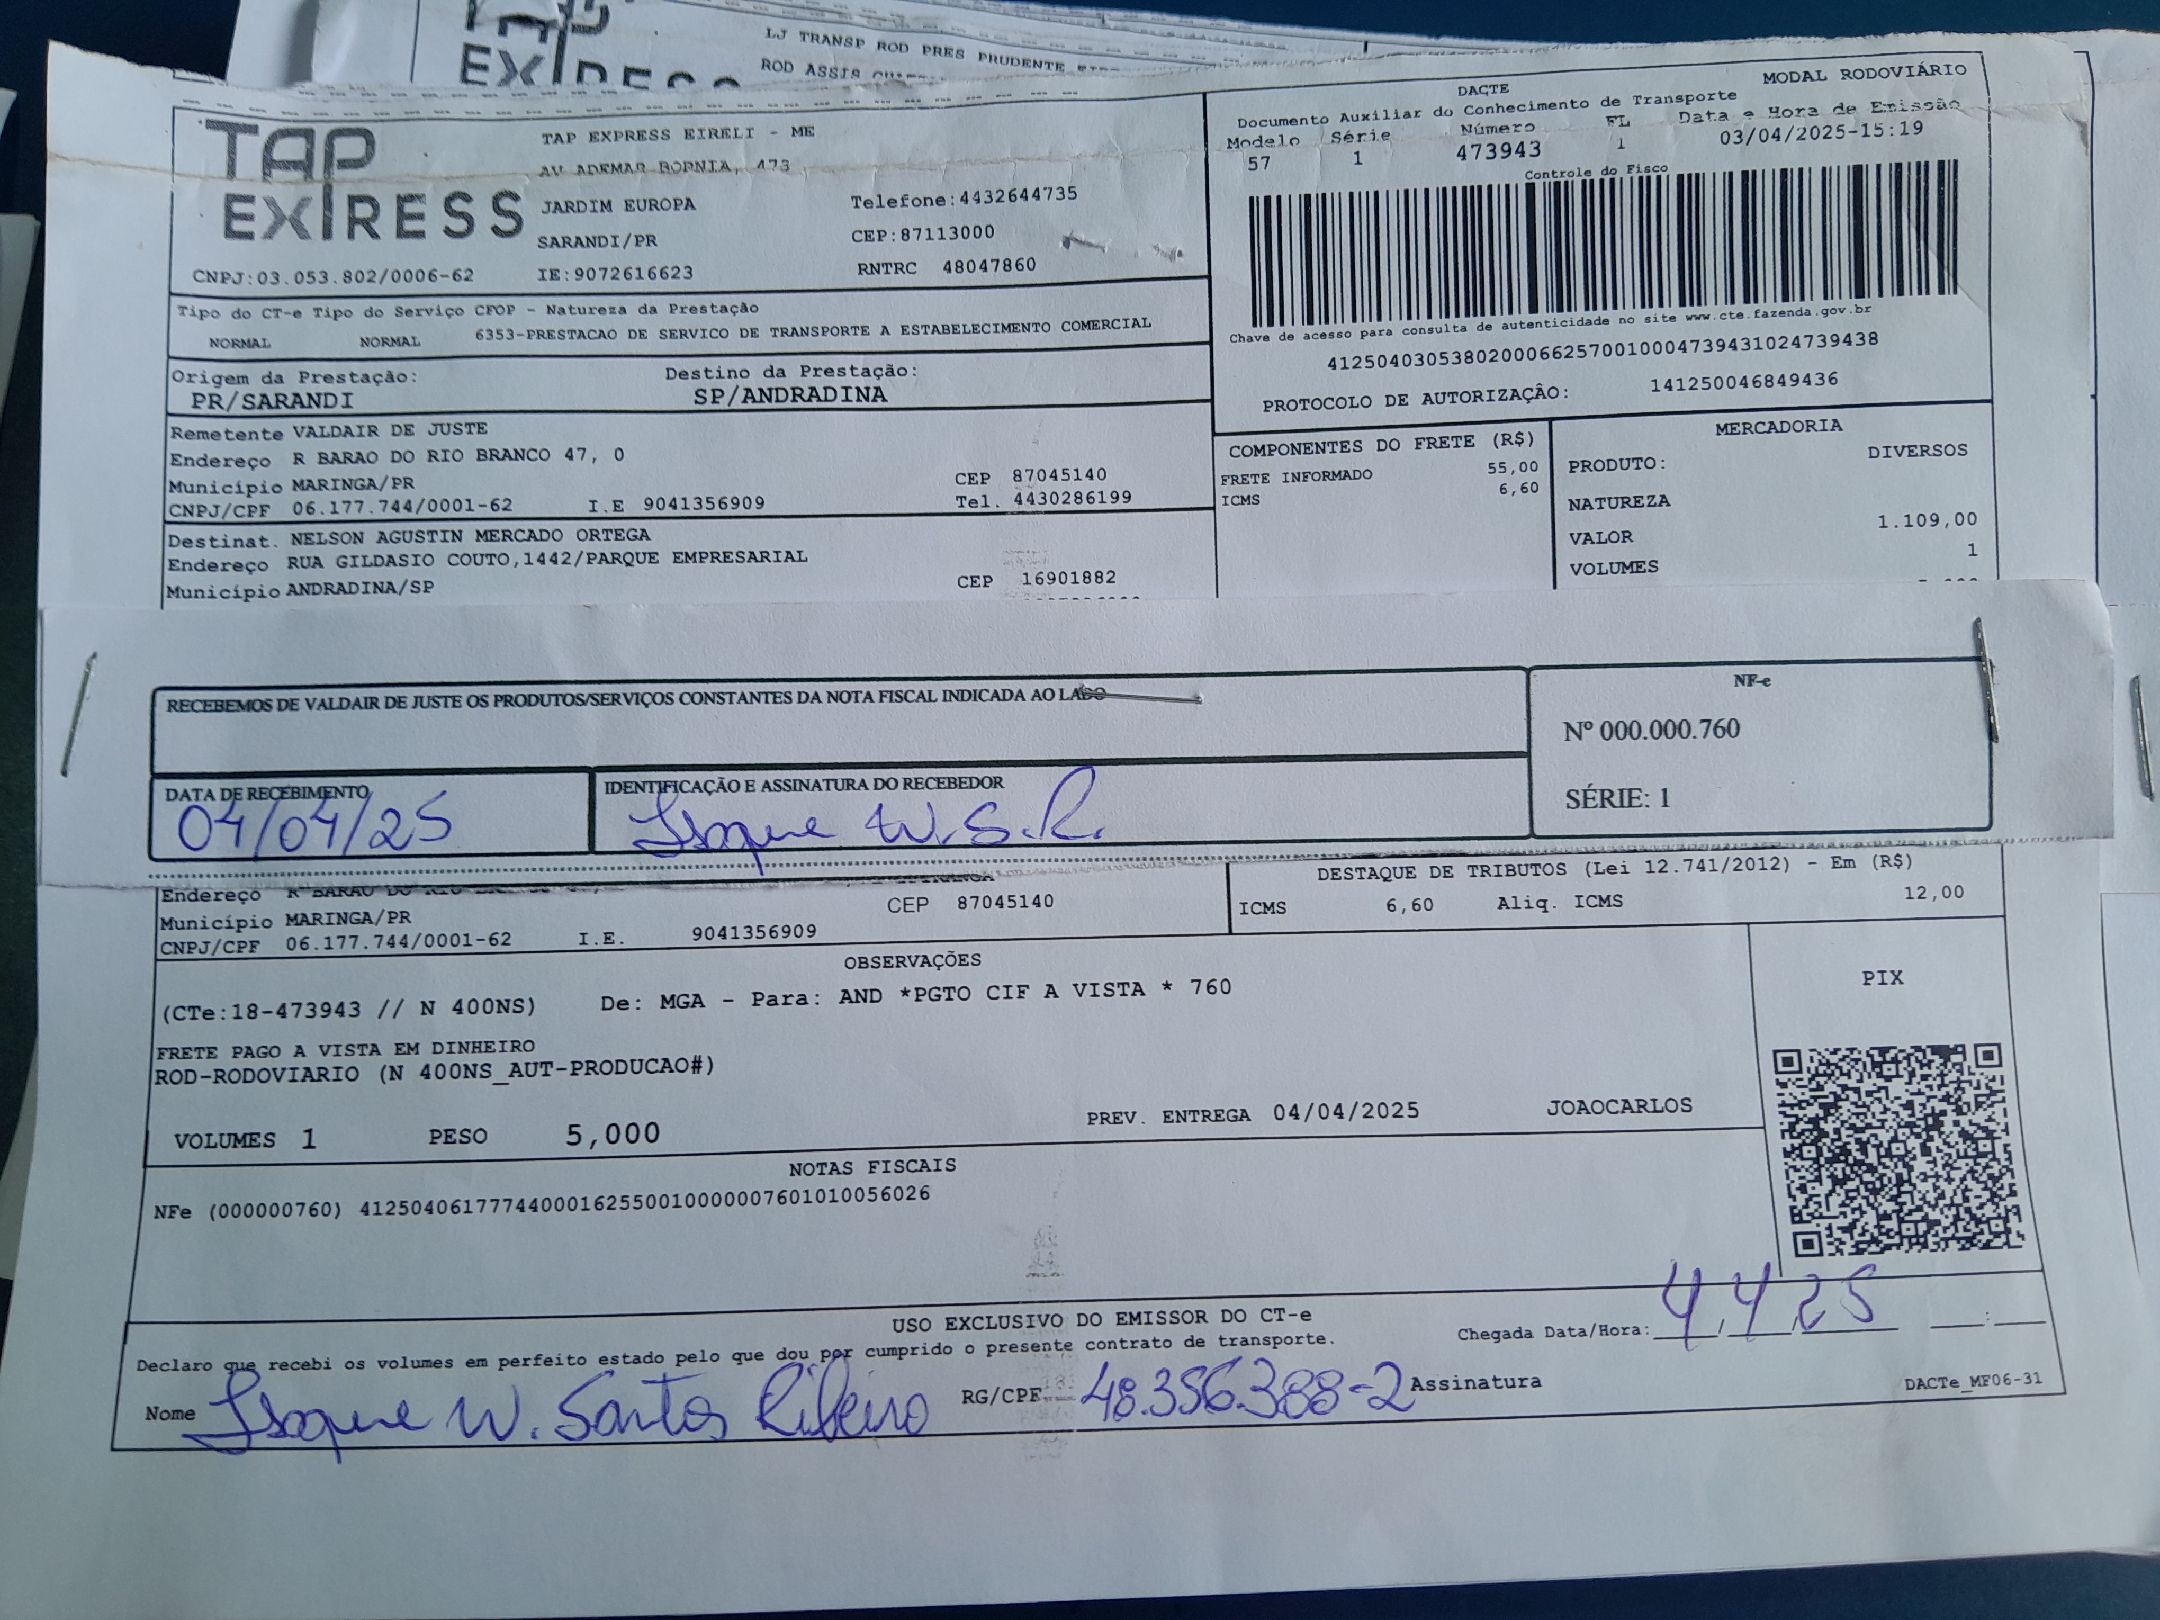 LJ TRANSP ROD PRES PRUDENTE
ROD ASSIS
TAP
EXPRESS
TAP EXPRESS EIRELI - ME
AV ADEMAR BORNIA, 473
JARDIM EUROPA
Telefone:4432644735
SARANDI/PR
CEP:87113000
CNPJ:03.053.802/0006-62
IE:9072616623
RNTRC 48047860
DACTE
MODAL RODOVIÁRIO
Documento Auxiliar do Conhecimento de Transporte
Modelo Série Número FL Data e Hora de Emissão
57 1 473943 1 03/04/2025-15:19
Controle do Fisco
Chave de acesso para consulta de autenticidade no site www.cte.fazenda.gov.br
41250403053802000662570010004739431024739438
PROTOCOLO DE AUTORIZAÇÂO: 141250046849436
Tipo do CT-e Tipo do Serviço CFOP - Natureza da Prestação
NORMAL NORMAL 6353-PRESTACAO DE SERVICO DE TRANSPORTE A ESTABELECIMENTO COMERCIAL
Origem da Prestação: Destino da Prestação:
PR/SARANDI SP/ANDRADINA
Remetente VALDAIR DE JUSTE
Endereço R BARAO DO RIO BRANCO 47, 0
Município MARINGA/PR CEP 87045140
CNPJ/CPF 06.177.744/0001-62 I.E 9041356909 Tel. 4430286199
Destinat. NELSON AGUSTIN MERCADO ORTEGA
Endereço RUA GILDASIO COUTO,1442/PARQUE EMPRESARIAL
Município ANDRADINA/SP CEP 16901882
COMPONENTES DO FRETE (R$)
FRETE INFORMADO 55,00
ICMS 6,60
MERCADORIA
PRODUTO: DIVERSOS
NATUREZA
VALOR 1.109,00
VOLUMES 1
RECEBEMOS DE VALDAIR DE JUSTE OS PRODUTOS/SERVIÇOS CONSTANTES DA NOTA FISCAL INDICADA AO LADO
NF-e
Nº 000.000.760
SÉRIE: 1
DATA DE RECEBIMENTO
04/04/25
IDENTIFICAÇÃO E ASSINATURA DO RECEBEDOR
Isaque W.S.R.
Endereço R BARAO DO RIO
Município MARINGA/PR CEP 87045140
CNPJ/CPF 06.177.744/0001-62 I.E. 9041356909
DESTAQUE DE TRIBUTOS (Lei 12.741/2012) - Em (R$)
ICMS 6,60 Aliq. ICMS 12,00
OBSERVAÇÕES
(CTe:18-473943 // N 400NS) De: MGA - Para: AND *PGTO CIF A VISTA * 760
FRETE PAGO A VISTA EM DINHEIRO
ROD-RODOVIARIO (N 400NS_AUT-PRODUCAO#)
VOLUMES 1 PESO 5,000 PREV. ENTREGA 04/04/2025 JOAOCARLOS
PIX
NOTAS FISCAIS
NFe (000000760) 41250406177744000162550010000007601010056026
USO EXCLUSIVO DO EMISSOR DO CT-e
Declaro que recebi os volumes em perfeito estado pelo que dou por cumprido o presente contrato de transporte.
Chegada Data/Hora: 4/4/25 :
Nome Isaque W. Santos Ribeiro RG/CPF 48.356.388-2 Assinatura
DACTe_MF06-31